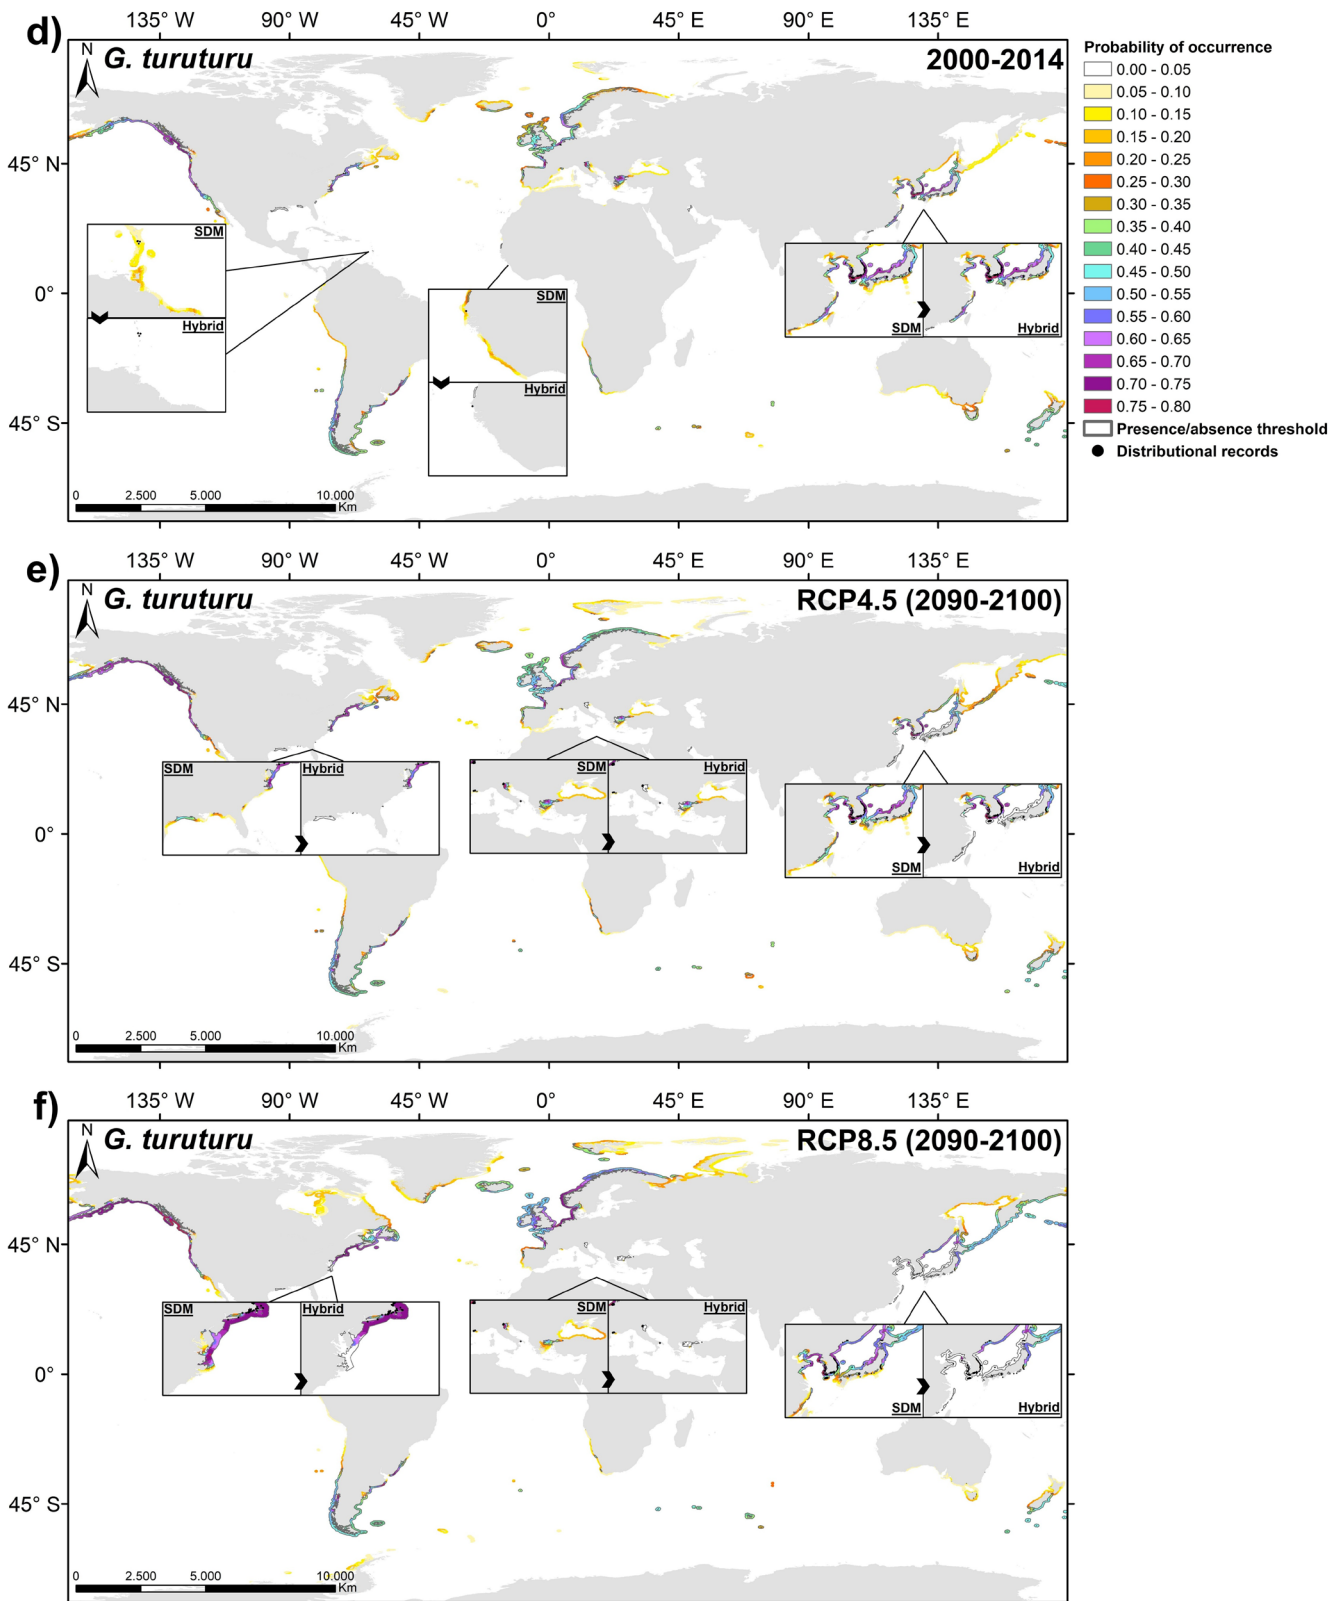 135° W 90° W 45° W 0° 45° E 90° E 135° E
d)
N
G. turuturu
2000-2014
45° N
0°
45° S
SDM
Hybrid
SDM
Hybrid
SDM
Hybrid
0 2.500 5.000 10.000
Km
Probability of occurrence
0.00 - 0.05
0.05 - 0.10
0.10 - 0.15
0.15 - 0.20
0.20 - 0.25
0.25 - 0.30
0.30 - 0.35
0.35 - 0.40
0.40 - 0.45
0.45 - 0.50
0.50 - 0.55
0.55 - 0.60
0.60 - 0.65
0.65 - 0.70
0.70 - 0.75
0.75 - 0.80
Presence/absence threshold
Distributional records
135° W 90° W 45° W 0° 45° E 90° E 135° E
e)
N
G. turuturu
RCP4.5 (2090-2100)
45° N
0°
45° S
SDM
Hybrid
SDM
Hybrid
SDM
Hybrid
0 2.500 5.000 10.000
Km
135° W 90° W 45° W 0° 45° E 90° E 135° E
f)
N
G. turuturu
RCP8.5 (2090-2100)
45° N
0°
45° S
SDM
Hybrid
SDM
Hybrid
SDM
Hybrid
0 2.500 5.000 10.000
Km